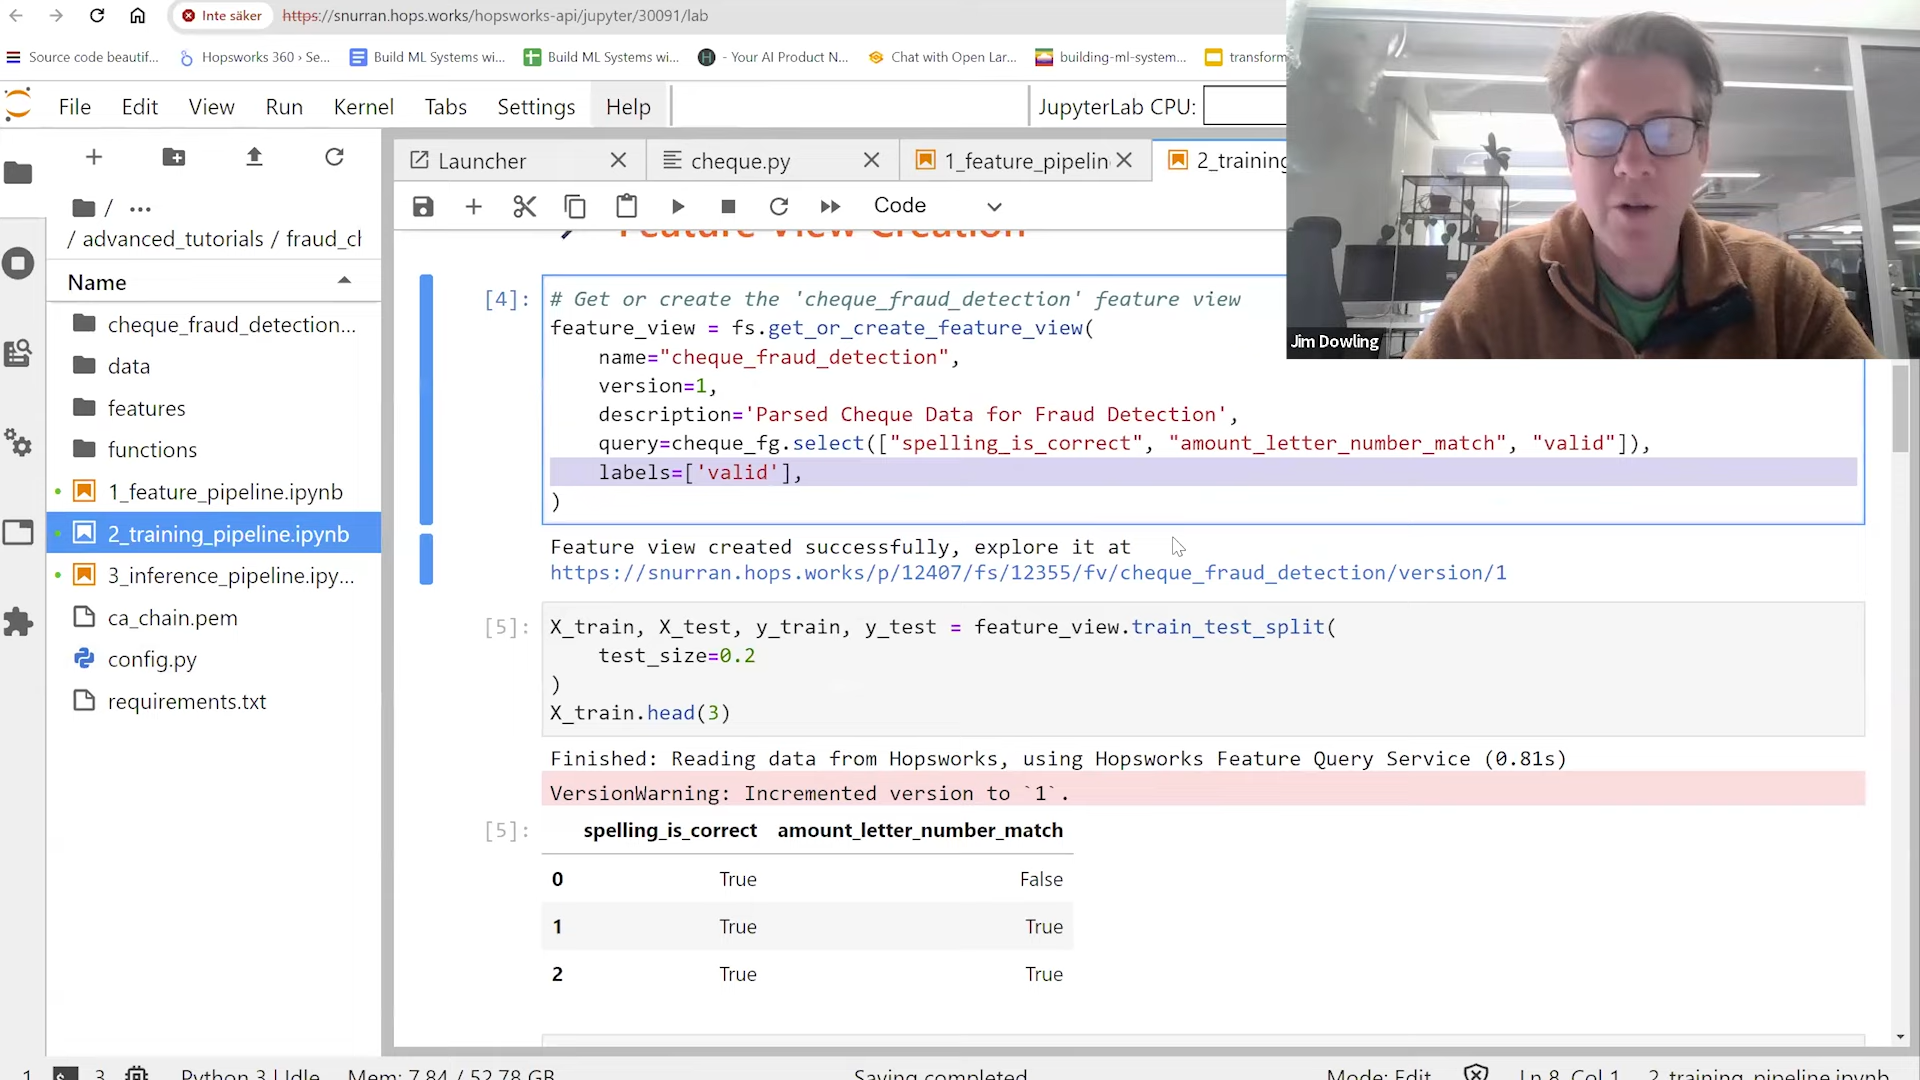 Inte säker
https://snurran.hops.works/hopsworks-api/jupyter/30091/lab
Source code beautif...
Hopsworks 360 › Se...
Build ML Systems wi...
Build ML Systems wi...
- Your AI Product N...
Chat with Open Lar...
building-ml-system...
transform
File Edit View Run Kernel Tabs Settings Help
JupyterLab CPU:
Launcher
cheque.py
1_feature_pipelin
2_training
Code
/ ...
/ advanced_tutorials / fraud_ch
Name
cheque_fraud_detection...
data
features
functions
1_feature_pipeline.ipynb
2_training_pipeline.ipynb
3_inference_pipeline.ipy...
ca_chain.pem
config.py
requirements.txt
Feature View Creation
[4]:
# Get or create the 'cheque_fraud_detection' feature view
feature_view = fs.get_or_create_feature_view(
name="cheque_fraud_detection",
version=1,
description='Parsed Cheque Data for Fraud Detection',
query=cheque_fg.select(["spelling_is_correct", "amount_letter_number_match", "valid"]),
labels=['valid'],
)
Feature view created successfully, explore it at
https://snurran.hops.works/p/12407/fs/12355/fv/cheque_fraud_detection/version/1
[5]:
X_train, X_test, y_train, y_test = feature_view.train_test_split(
test_size=0.2
)
X_train.head(3)
Finished: Reading data from Hopsworks, using Hopsworks Feature Query Service (0.81s)
VersionWarning: Incremented version to `1`.
[5]:
spelling_is_correct amount_letter_number_match
0 True False
1 True True
2 True True
Jim Dowling
1 3 Python 3 | Idle Mem: 7.84 / 52.78 GB Saving completed Mode: Edit Ln 8, Col 1 2_training_pipeline.ipynb